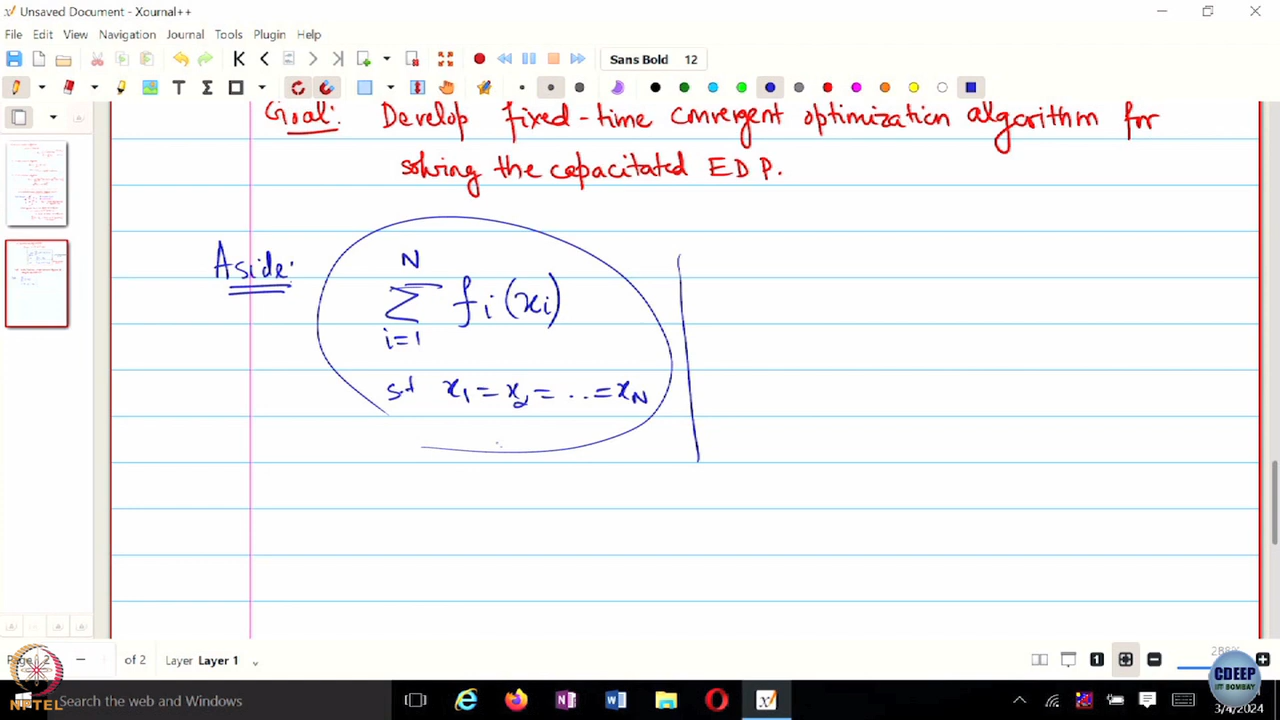 Unsaved Document - Xournal++
File Edit View Navigation Journal Tools Plugin Help
Sans Bold 12
Goal: Develop fixed-time convergent optimization algorithm for
solving the capacitated EDP.
Aside:
N
Σ fi(xi)
i=1
s.t x1 = x2 = ... = xN
of 2 Layer Layer 1
288%
Search the web and Windows
NPTEL
CDEEP
IIT BOMBAY
3/4/2024